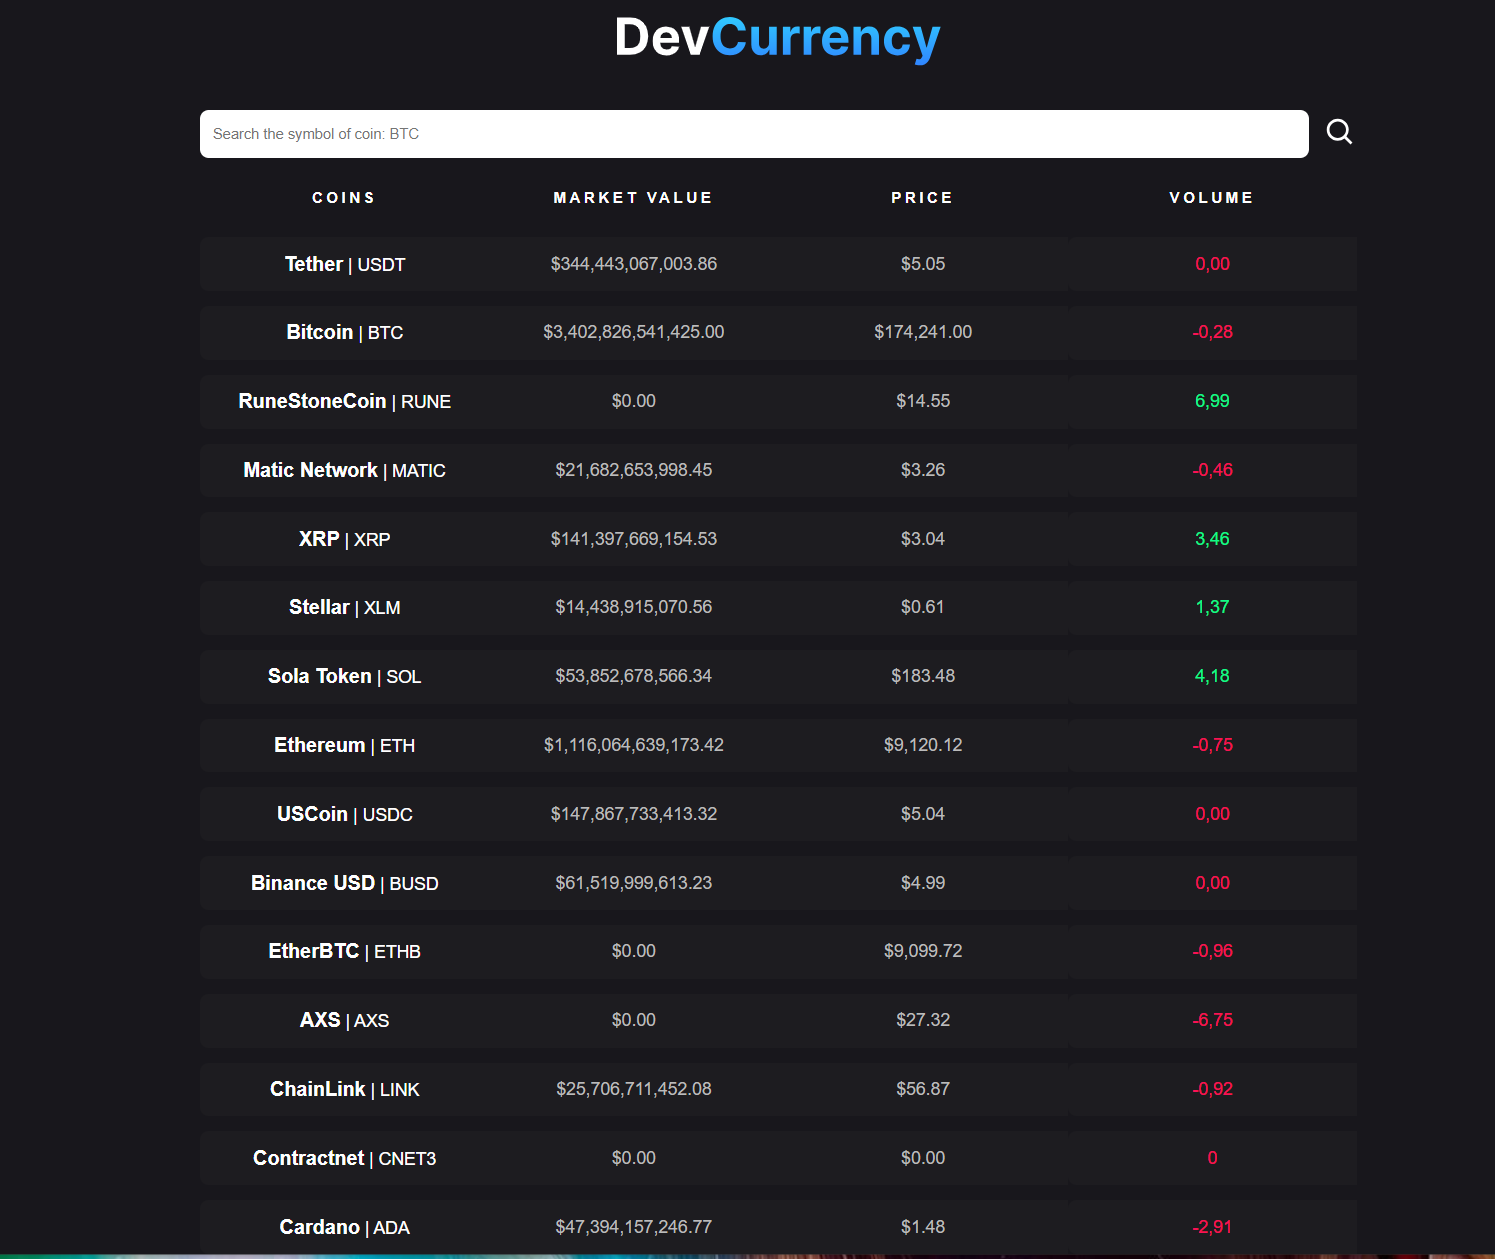 DevCurrency
Search the symbol of coin: BTC
COINS MARKET VALUE PRICE VOLUME
Tether | USDT $344,443,067,003.86 $5.05 0,00
Bitcoin | BTC $3,402,826,541,425.00 $174,241.00 -0,28
RuneStoneCoin | RUNE $0.00 $14.55 6,99
Matic Network | MATIC $21,682,653,998.45 $3.26 -0,46
XRP | XRP $141,397,669,154.53 $3.04 3,46
Stellar | XLM $14,438,915,070.56 $0.61 1,37
Sola Token | SOL $53,852,678,566.34 $183.48 4,18
Ethereum | ETH $1,116,064,639,173.42 $9,120.12 -0,75
USCoin | USDC $147,867,733,413.32 $5.04 0,00
Binance USD | BUSD $61,519,999,613.23 $4.99 0,00
EtherBTC | ETHB $0.00 $9,099.72 -0,96
AXS | AXS $0.00 $27.32 -6,75
ChainLink | LINK $25,706,711,452.08 $56.87 -0,92
Contractnet | CNET3 $0.00 $0.00 0
Cardano | ADA $47,394,157,246.77 $1.48 -2,91